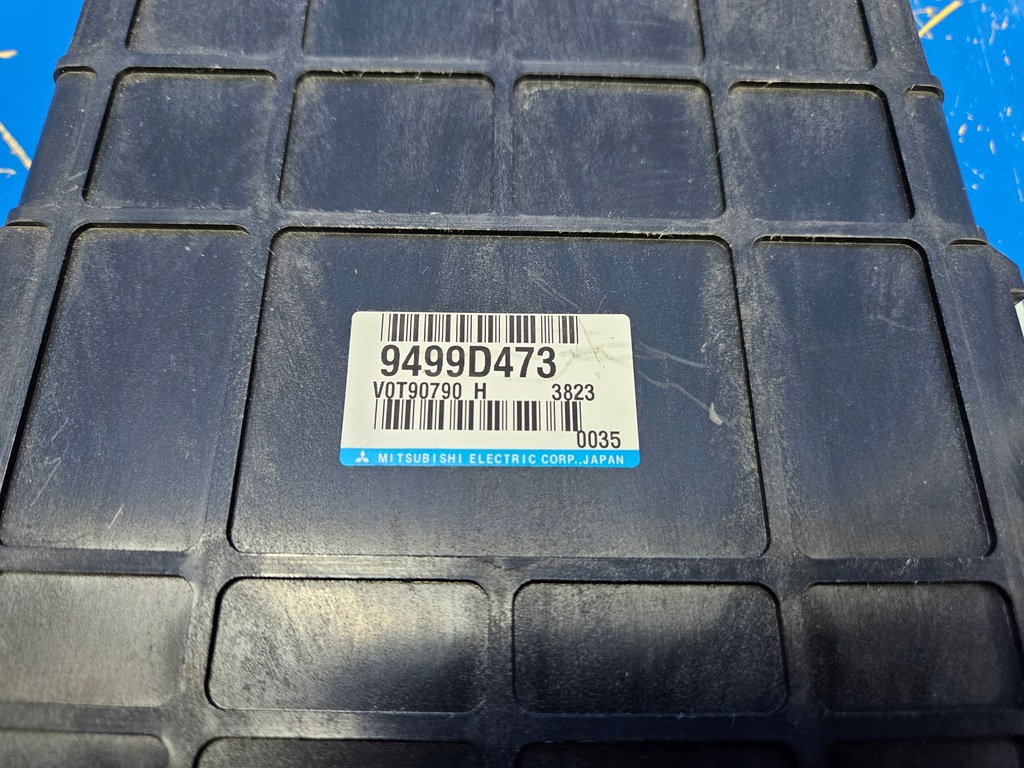 9499D473
V0T90790 H 3823
0035
MITSUBISHI ELECTRIC CORP.,JAPAN